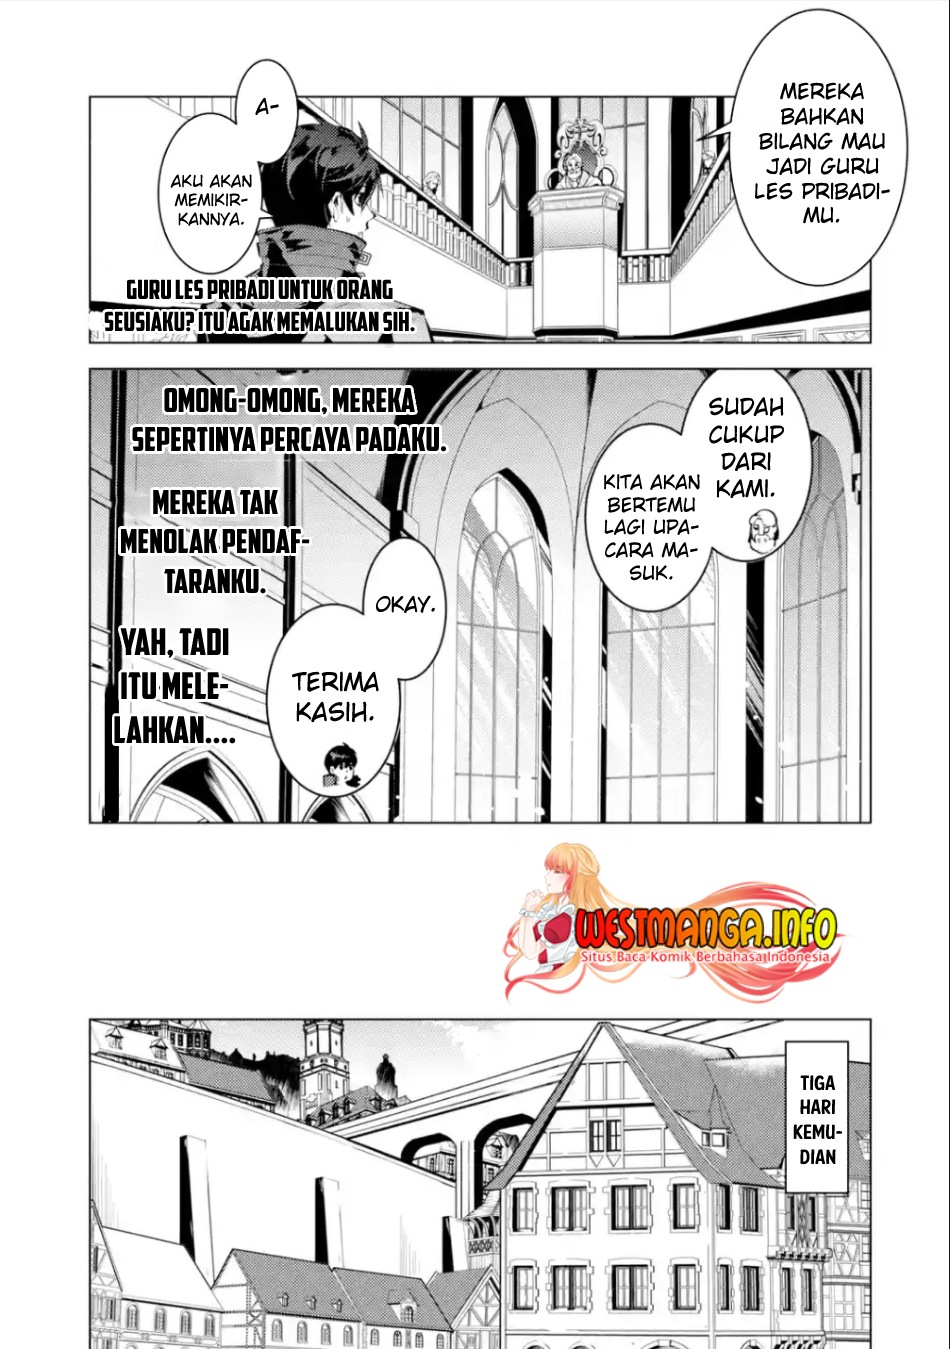 MEREKA
BAHKAN
BILANG MAU
JADI GURU
LES PRIBADI-
MU.
A-
AKU AKAN
MEMIKIR-
KANNYA.
GURU LES PRIBADI UNTUK ORANG
SEUSIAKU? ITU AGAK MEMALUKAN SIH.
SUDAH
CUKUP
DARI
KAMI.
KITA AKAN
BERTEMU
LAGI UPA-
CARA MA-
SUK.
OMONG-OMONG, MEREKA
SEPERTINYA PERCAYA PADAKU.
MEREKA TAK
MENOLAK PENDAF-
TARANKU.
OKAY.
TERIMA
KASIH.
YAH, TADI
ITU MELE-
LAHKAN....
WESTMANGA.INFO
Situs Baca Komik Berbahasa Indonesia
TIGA
HARI
KEMU-
DIAN